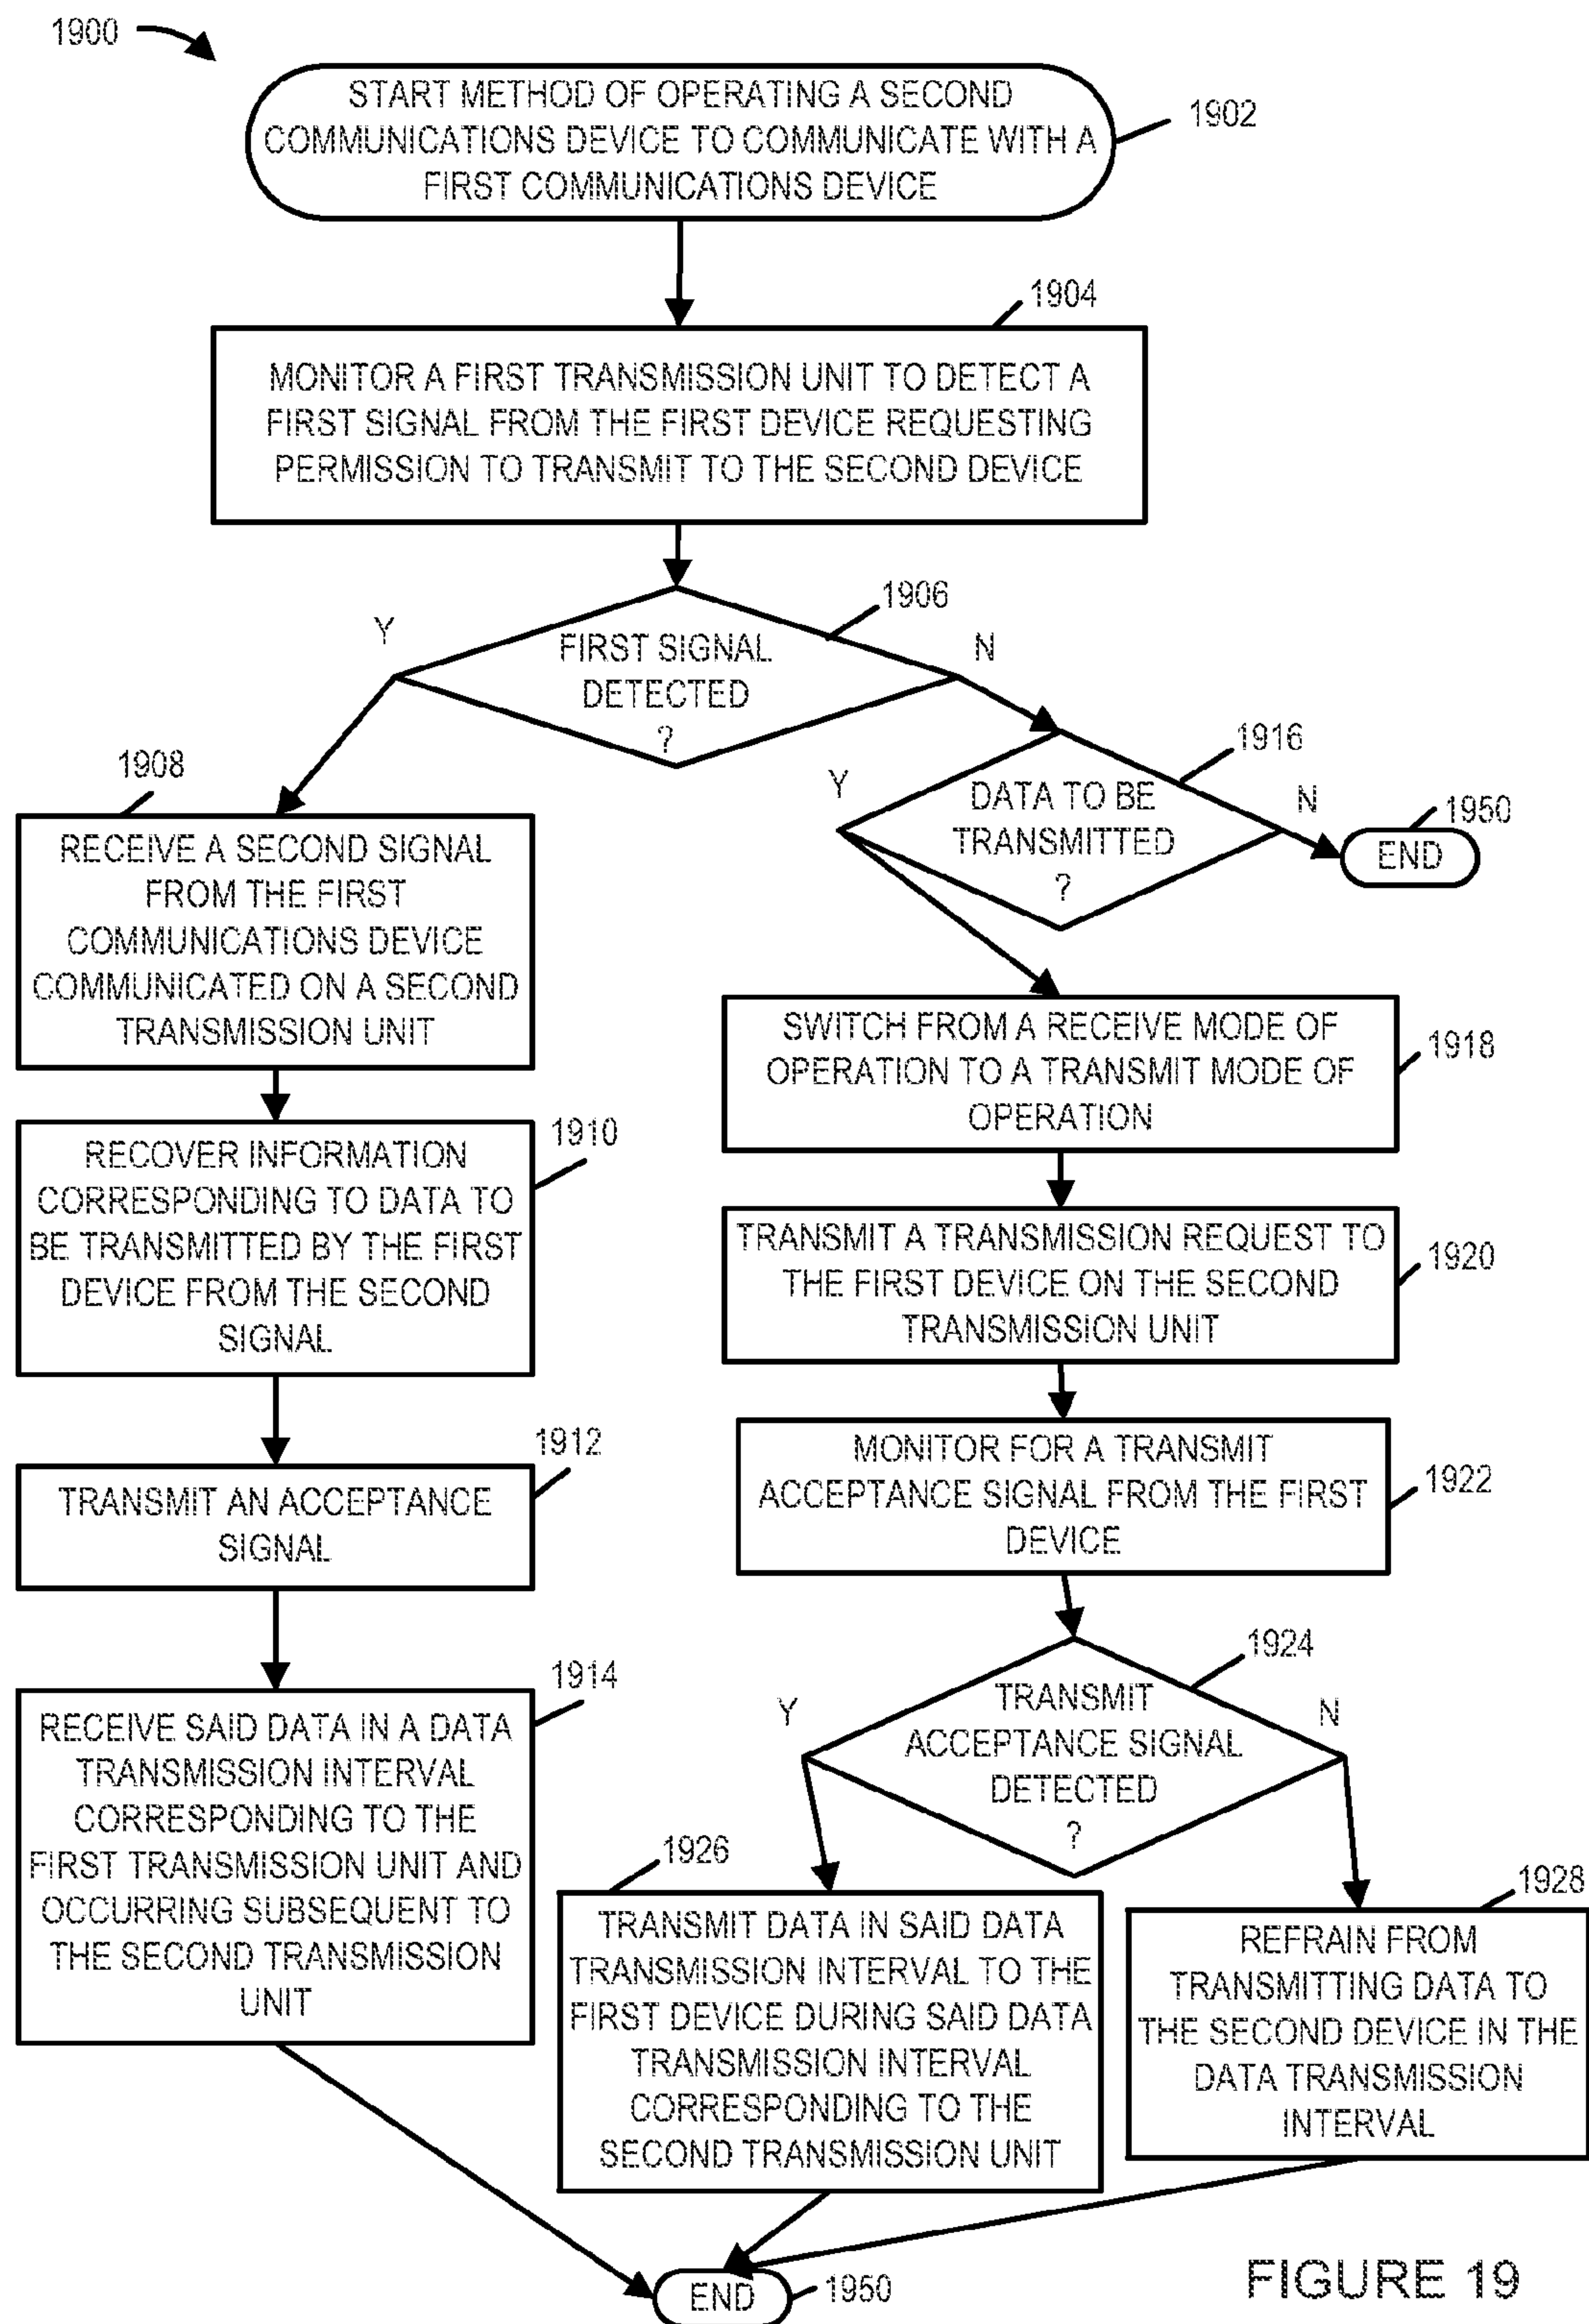 1900
START METHOD OF OPERATING A SECOND
COMMUNICATIONS DEVICE TO COMMUNICATE WITH A
FIRST COMMUNICATIONS DEVICE
1902
1904
MONITOR A FIRST TRANSMISSION UNIT TO DETECT A
FIRST SIGNAL FROM THE FIRST DEVICE REQUESTING
PERMISSION TO TRANSMIT TO THE SECOND DEVICE
1906
Y
FIRST SIGNAL
DETECTED
?
N
1908
RECEIVE A SECOND SIGNAL
FROM THE FIRST
COMMUNICATIONS DEVICE
COMMUNICATED ON A SECOND
TRANSMISSION UNIT
1910
RECOVER INFORMATION
CORRESPONDING TO DATA TO
BE TRANSMITTED BY THE FIRST
DEVICE FROM THE SECOND
SIGNAL
1912
TRANSMIT AN ACCEPTANCE
SIGNAL
1914
RECEIVE SAID DATA IN A DATA
TRANSMISSION INTERVAL
CORRESPONDING TO THE
FIRST TRANSMISSION UNIT AND
OCCURRING SUBSEQUENT TO
THE SECOND TRANSMISSION
UNIT
1916
Y
DATA TO BE
TRANSMITTED
?
N
1950
END
SWITCH FROM A RECEIVE MODE OF
OPERATION TO A TRANSMIT MODE OF
OPERATION
1918
TRANSMIT A TRANSMISSION REQUEST TO
THE FIRST DEVICE ON THE SECOND
TRANSMISSION UNIT
1920
MONITOR FOR A TRANSMIT
ACCEPTANCE SIGNAL FROM THE FIRST
DEVICE
1922
1924
Y
TRANSMIT
ACCEPTANCE SIGNAL
DETECTED
?
N
1926
TRANSMIT DATA IN SAID DATA
TRANSMISSION INTERVAL TO THE
FIRST DEVICE DURING SAID DATA
TRANSMISSION INTERVAL
CORRESPONDING TO THE
SECOND TRANSMISSION UNIT
1928
REFRAIN FROM
TRANSMITTING DATA TO
THE SECOND DEVICE IN THE
DATA TRANSMISSION
INTERVAL
END
1950
FIGURE 19